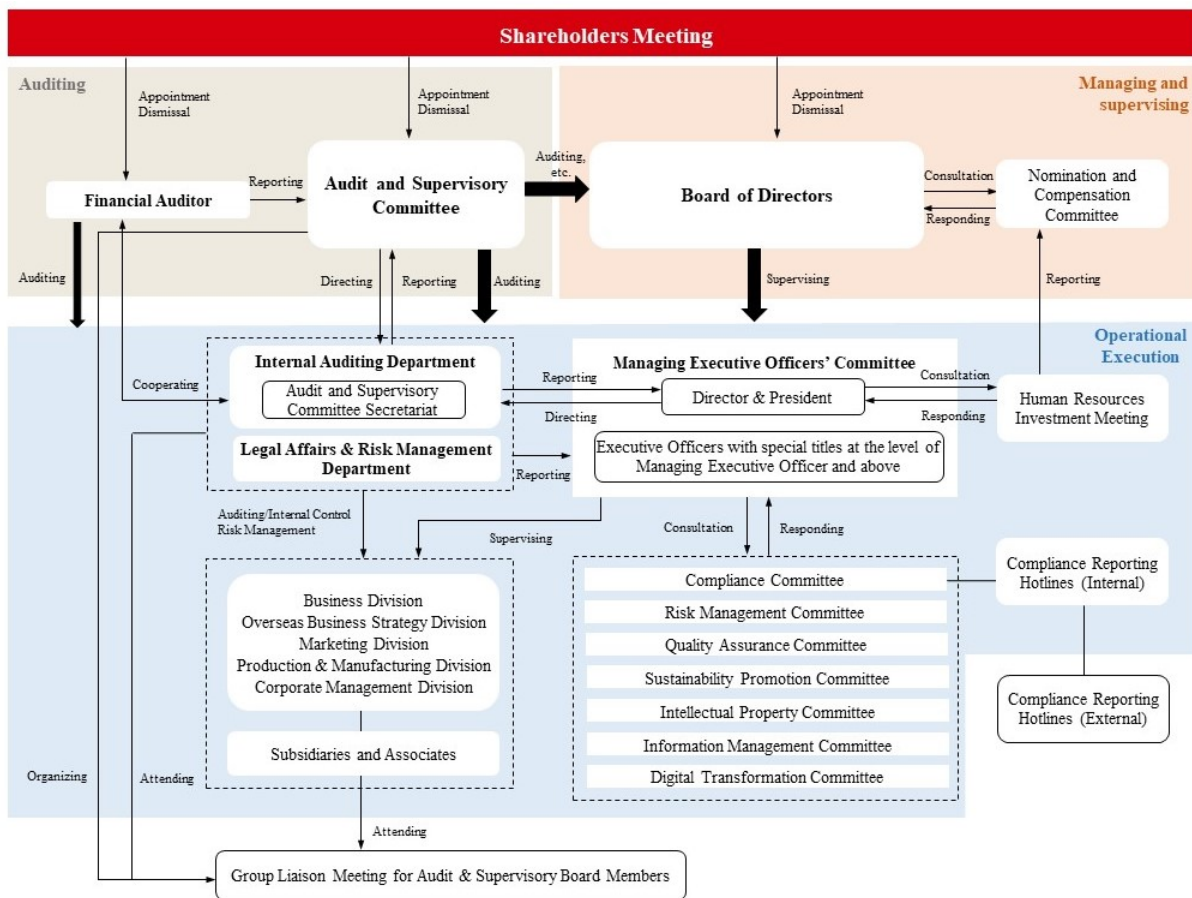 Shareholders Meeting
Auditing
Managing and
supervising
Appointment
Dismissal
Appointment
Dismissal
Appointment
Dismissal
Financial Auditor
Reporting
Audit and Supervisory
Committee
Auditing,
etc.
Board of Directors
Consultation
Responding
Nomination and
Compensation
Committee
Auditing
Directing
Reporting
Auditing
Supervising
Reporting
Operational
Execution
Cooperating
Internal Auditing Department
Audit and Supervisory
Committee Secretariat
Legal Affairs & Risk Management
Department
Reporting
Directing
Reporting
Managing Executive Officers’ Committee
Director & President
Executive Officers with special titles at the level of
Managing Executive Officer and above
Consultation
Responding
Human Resources
Investment Meeting
Auditing/Internal Control
Risk Management
Supervising
Consultation
Responding
Business Division
Overseas Business Strategy Division
Marketing Division
Production & Manufacturing Division
Corporate Management Division
Subsidiaries and Associates
Compliance Committee
Risk Management Committee
Quality Assurance Committee
Sustainability Promotion Committee
Intellectual Property Committee
Information Management Committee
Digital Transformation Committee
Compliance Reporting
Hotlines (Internal)
Compliance Reporting
Hotlines (External)
Organizing
Attending
Attending
Group Liaison Meeting for Audit & Supervisory Board Members